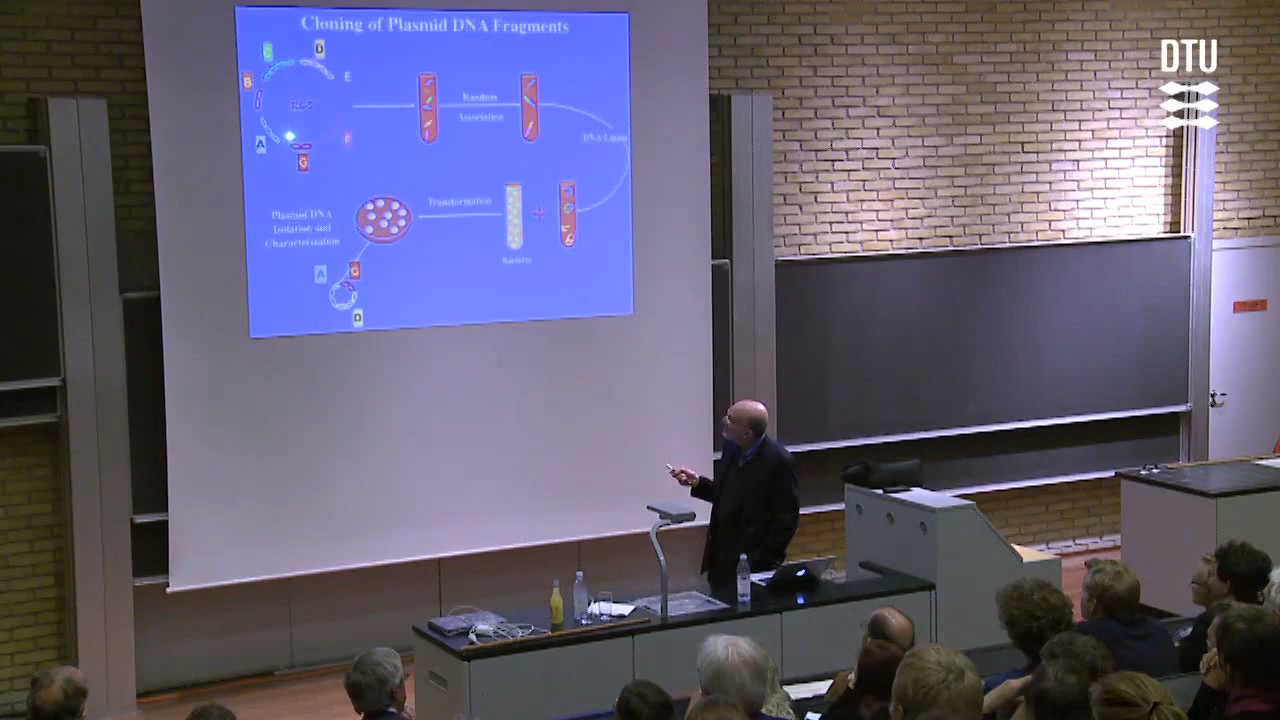 Cloning of Plasmid DNA Fragments
DTU
C
D
B
E
A
F
G
Random
Association
DNA Ligase
Transformation
Plasmid DNA
Isolation and
Characterization
Bacteria
A
G
D